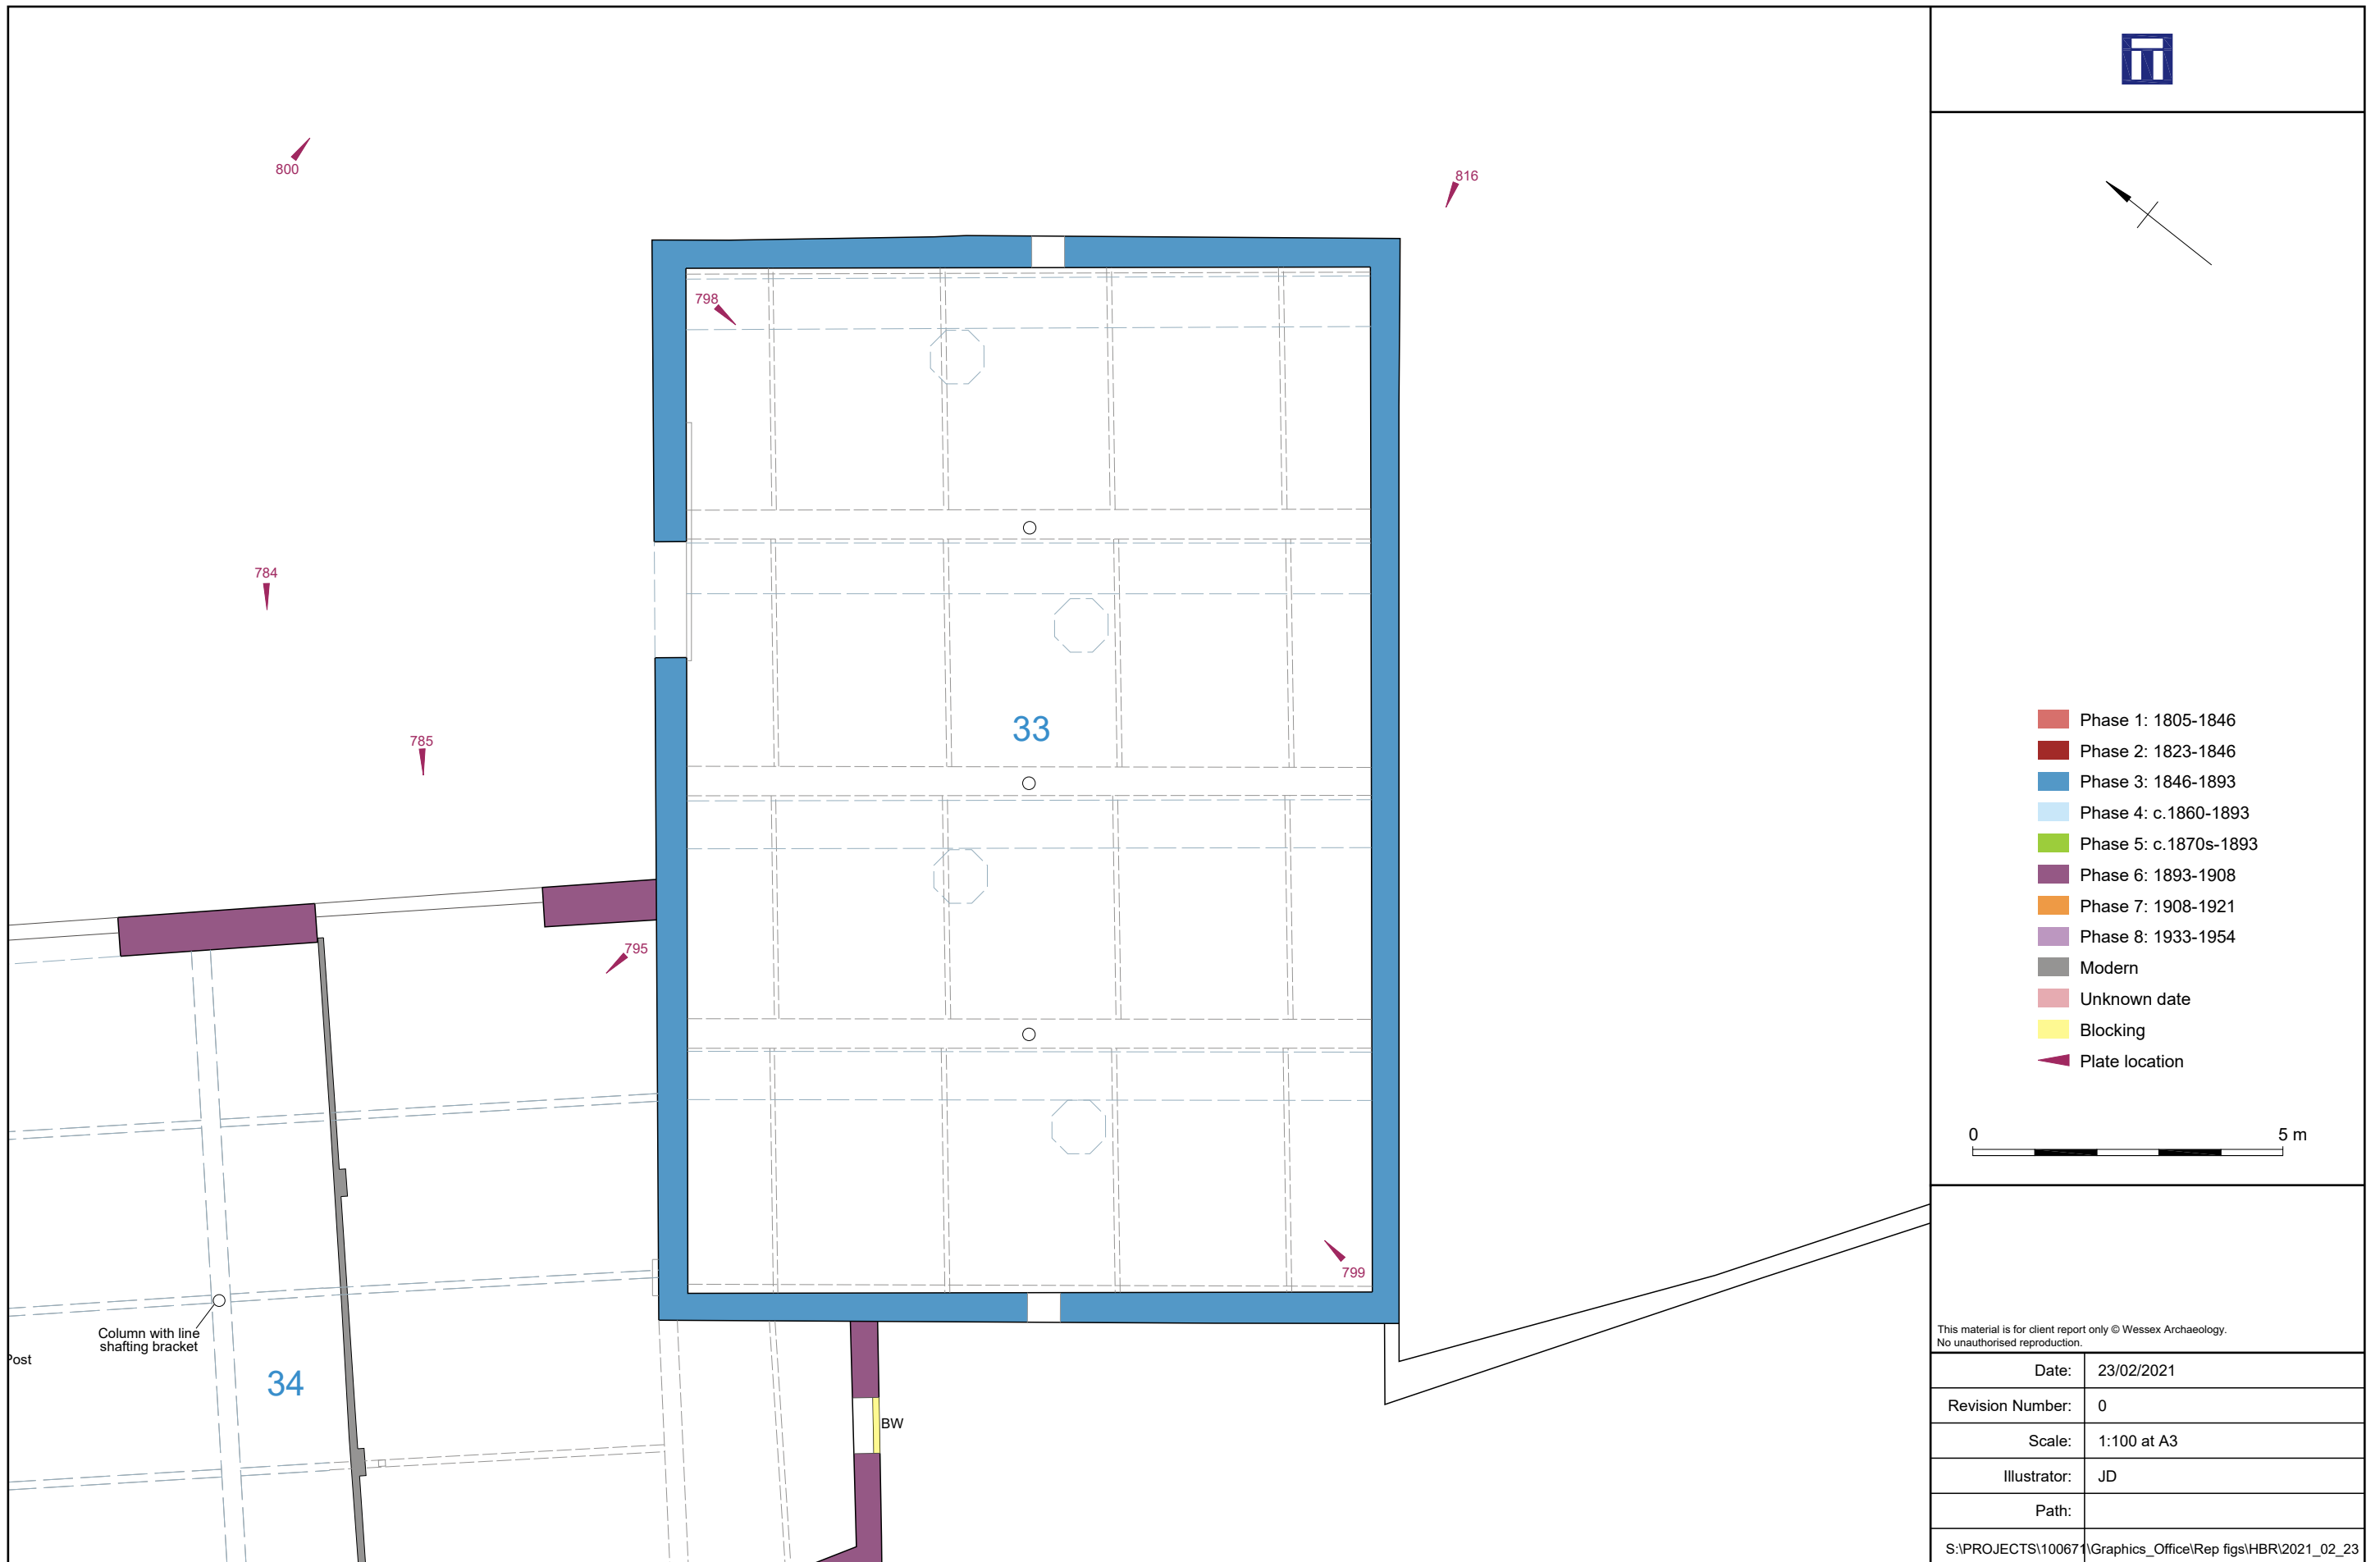 800
816
798
784
33
785
795
799
Column with line
shafting bracket
Post
34
BW
Phase 1: 1805-1846
Phase 2: 1823-1846
Phase 3: 1846-1893
Phase 4: c.1860-1893
Phase 5: c.1870s-1893
Phase 6: 1893-1908
Phase 7: 1908-1921
Phase 8: 1933-1954
Modern
Unknown date
Blocking
Plate location
0 5 m
This material is for client report only © Wessex Archaeology.
No unauthorised reproduction.
Date: 23/02/2021
Revision Number: 0
Scale: 1:100 at A3
Illustrator: JD
Path:
S:\PROJECTS\100671\Graphics_Office\Rep figs\HBR\2021_02_23